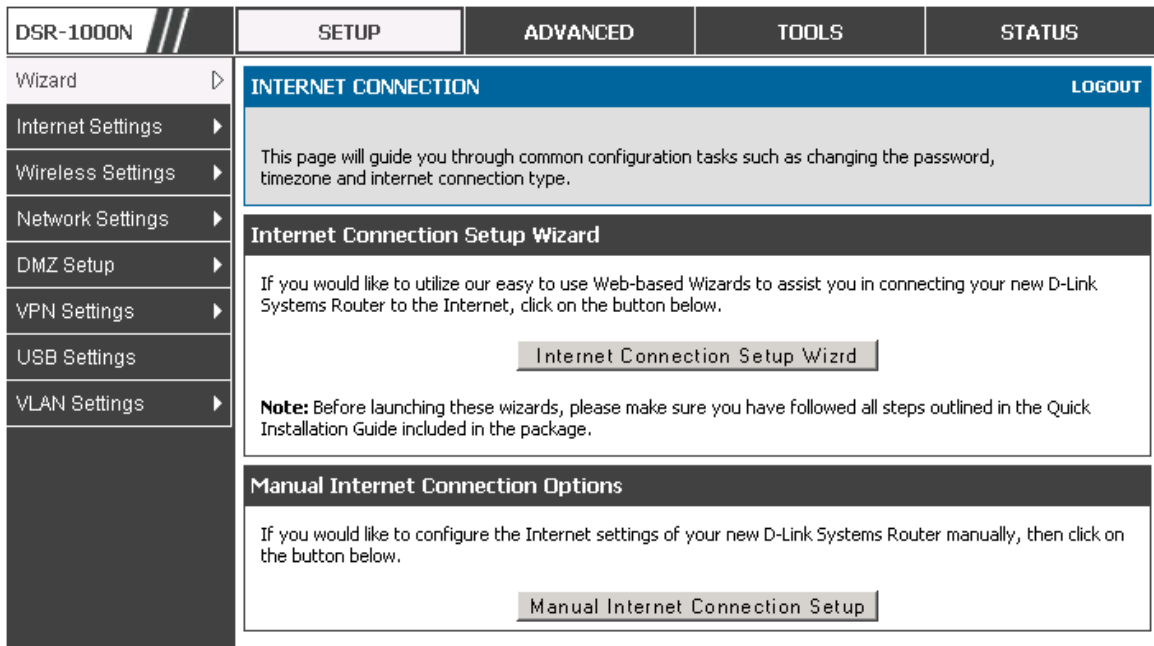 DSR-1000N
SETUP
ADVANCED
TOOLS
STATUS
Wizard
Internet Settings
Wireless Settings
Network Settings
DMZ Setup
VPN Settings
USB Settings
VLAN Settings
INTERNET CONNECTION
LOGOUT
This page will guide you through common configuration tasks such as changing the password,
timezone and internet connection type.
Internet Connection Setup Wizard
If you would like to utilize our easy to use Web-based Wizards to assist you in connecting your new D-Link
Systems Router to the Internet, click on the button below.
Internet Connection Setup Wizrd
Note: Before launching these wizards, please make sure you have followed all steps outlined in the Quick
Installation Guide included in the package.
Manual Internet Connection Options
If you would like to configure the Internet settings of your new D-Link Systems Router manually, then click on
the button below.
Manual Internet Connection Setup